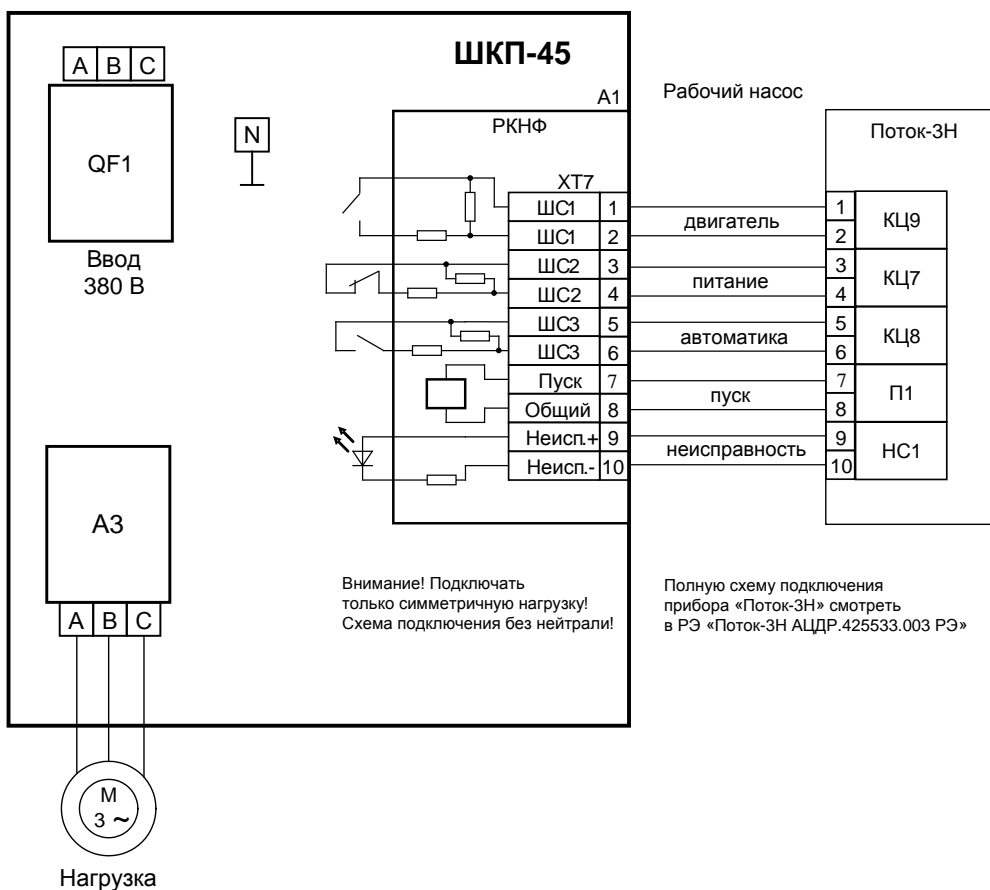 ШКП-45
A B C
QF1
Ввод
380 В
N
A1
РКНФ
XT7
ШС1 1
ШС1 2
ШС2 3
ШС2 4
ШС3 5
ШС3 6
Пуск 7
Общий 8
Неисп.+ 9
Неисп.- 10
Рабочий насос
двигатель
питание
автоматика
пуск
неисправность
Поток-3Н
1
2
КЦ9
3
4
КЦ7
5
6
КЦ8
7
8
П1
9
10
НС1
А3
A B C
Внимание! Подключать
только симметричную нагрузку!
Схема подключения без нейтрали!
Полную схему подключения
прибора «Поток-3Н» смотреть
в РЭ «Поток-3Н АЦДР.425533.003 РЭ»
М
3 ~
Нагрузка